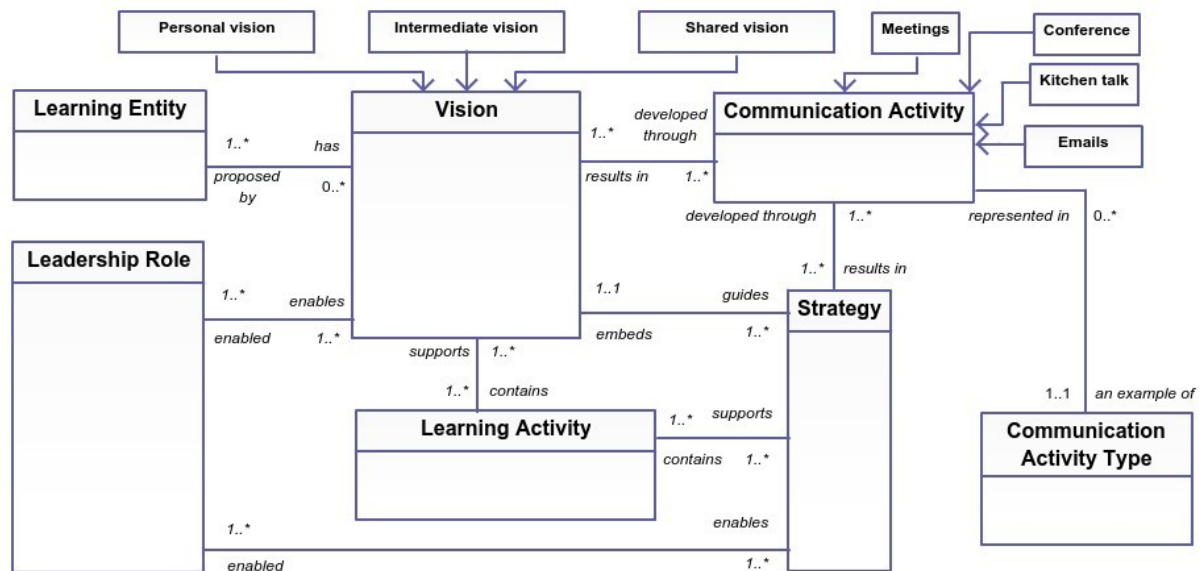 Personal vision
Intermediate vision
Shared vision
Meetings
Conference
Kitchen talk
Emails
Learning Entity
Vision
Communication Activity
1..*
has
proposed
by
0..*
1..*
developed
through
results in
1..*
developed through
1..*
represented in
0..*
Leadership Role
1..*
results in
1..*
enables
enabled
1..*
1..1
guides
embeds
1..*
Strategy
supports
1..*
1..*
contains
Learning Activity
1..*
supports
contains
1..*
1..1
an example of
Communication
Activity Type
1..*
enables
enabled
1..*